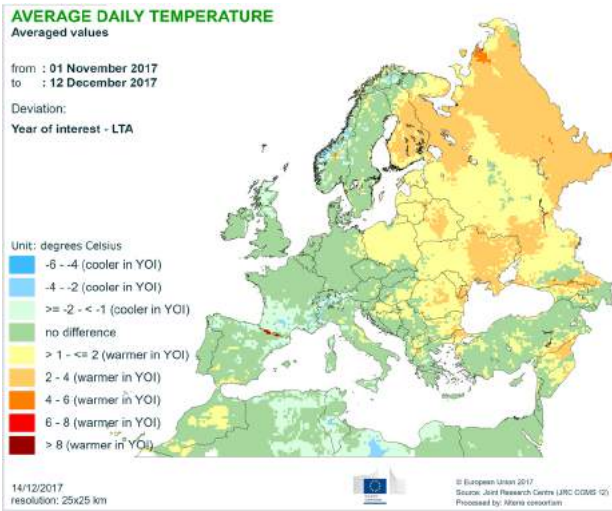 AVERAGE DAILY TEMPERATURE
Averaged values
from : 01 November 2017
to : 12 December 2017
Deviation:
Year of interest - LTA
Unit: degrees Celsius
-6 - -4 (cooler in YOI)
-4 - -2 (cooler in YOI)
>= -2 - < -1 (cooler in YOI)
no difference
> 1 - <= 2 (warmer in YOI)
2 - 4 (warmer in YOI)
4 - 6 (warmer in YOI)
6 - 8 (warmer in YOI)
> 8 (warmer in YOI)
14/12/2017
resolution: 25x25 km
© European Union 2017
Source: Joint Research Centre (JRC CGMS 12)
Processed by: Alterra consortium